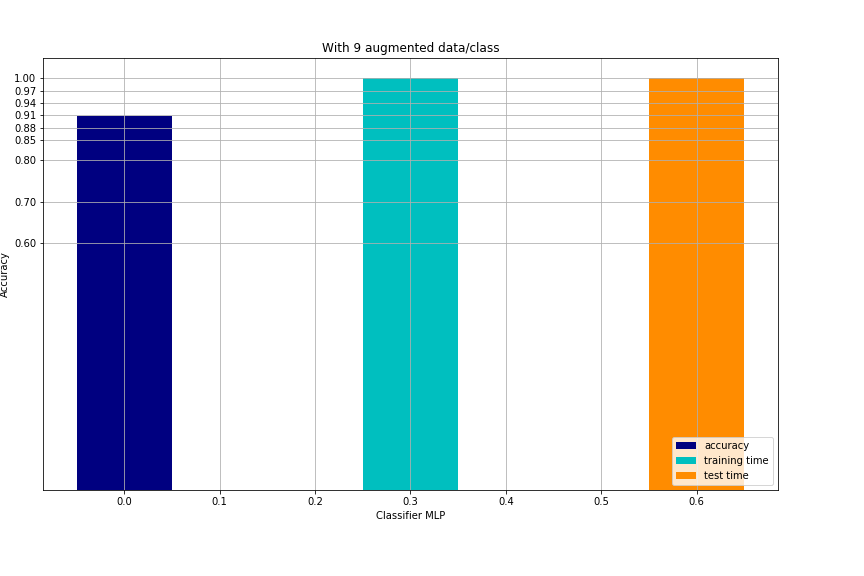 With 9 augmented data/class
1.00
0.97
0.94
0.91
0.88
0.85
0.80
0.70
0.60
Accuracy
accuracy
training time
test time
0.0 0.1 0.2 0.3 0.4 0.5 0.6
Classifier MLP